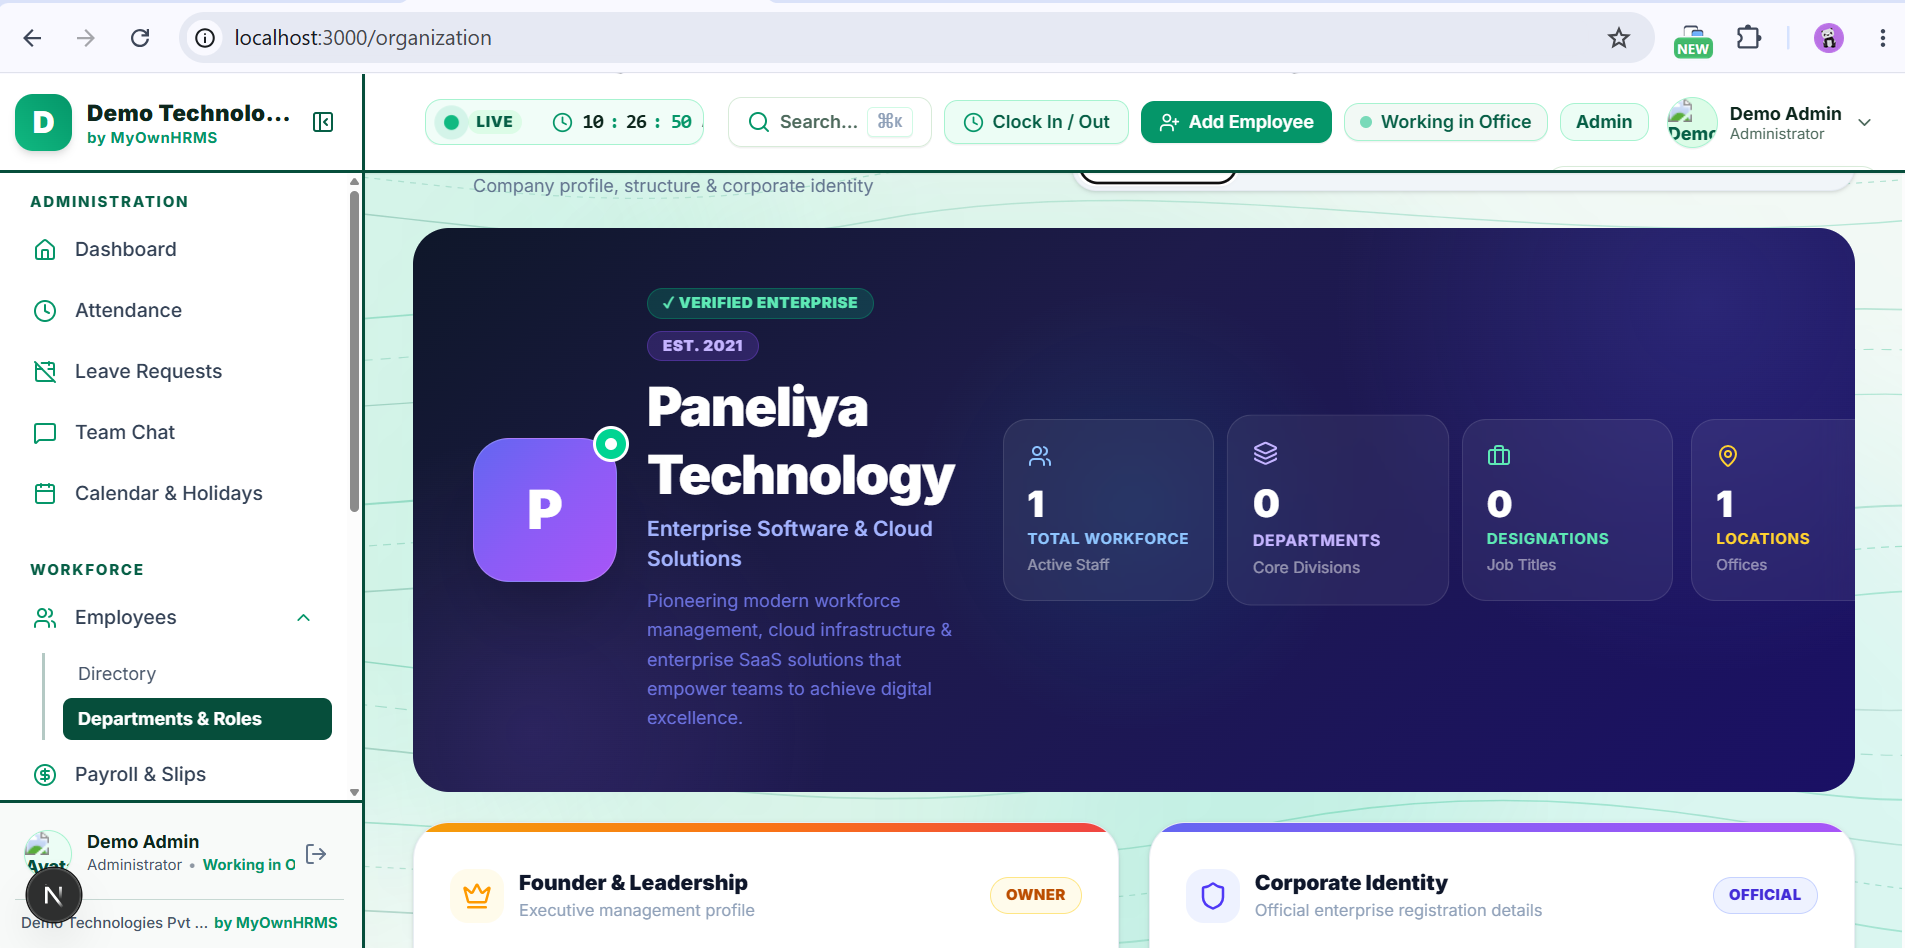 localhost:3000/organization
NEW
D
Demo Technolo...
by MyOwnHRMS
LIVE
10 : 26 : 50
Search...
⌘K
Clock In / Out
Add Employee
Working in Office
Admin
Demo
Demo Admin
Administrator
ADMINISTRATION
Dashboard
Attendance
Leave Requests
Team Chat
Calendar & Holidays
WORKFORCE
Employees
Directory
Departments & Roles
Payroll & Slips
Demo Admin
Administrator • Working in O
N
Technologies Pvt ... by MyOwnHRMS
Company profile, structure & corporate identity
✓ VERIFIED ENTERPRISE
EST. 2021
P
Paneliya
Technology
Enterprise Software & Cloud
Solutions
Pioneering modern workforce
management, cloud infrastructure &
enterprise SaaS solutions that
empower teams to achieve digital
excellence.
1
TOTAL WORKFORCE
Active Staff
0
DEPARTMENTS
Core Divisions
0
DESIGNATIONS
Job Titles
1
LOCATIONS
Offices
Founder & Leadership
Executive management profile
OWNER
Corporate Identity
Official enterprise registration details
OFFICIAL